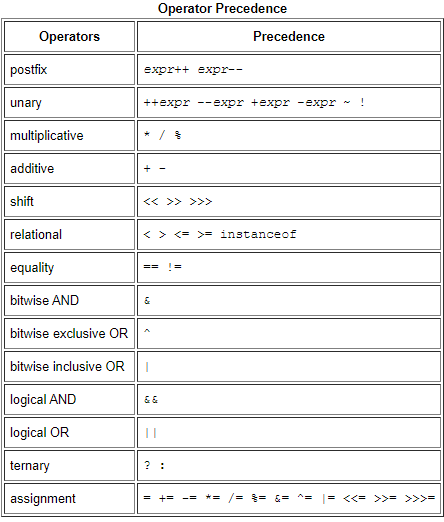 Operator Precedence
Operators Precedence
postfix expr++ expr--
unary ++expr --expr +expr -expr ~ !
multiplicative * / %
additive + -
shift << >> >>>
relational < > <= >= instanceof
equality == !=
bitwise AND &
bitwise exclusive OR ^
bitwise inclusive OR |
logical AND &&
logical OR ||
ternary ? :
assignment = += -= *= /= %= &= ^= |= <<= >>= >>>=